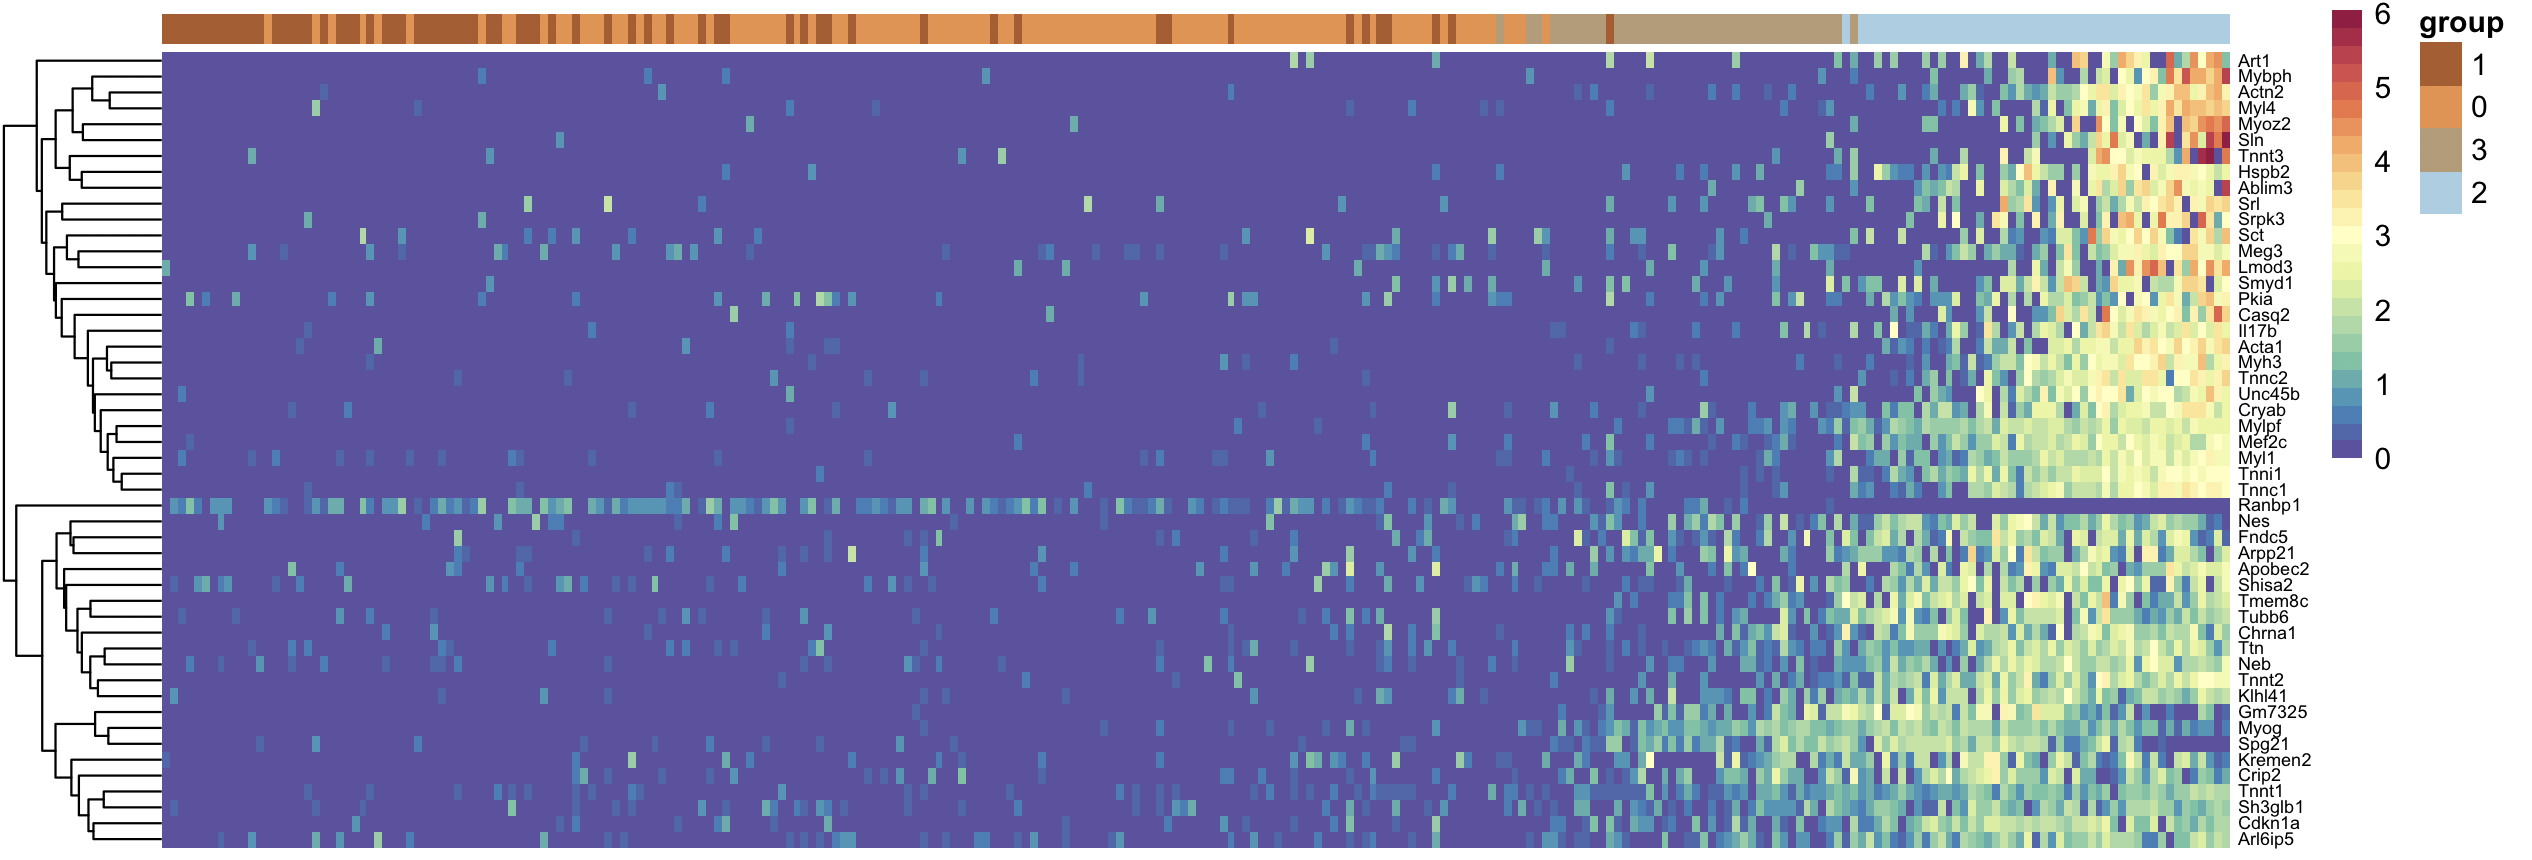 Art1
Mybph
Actn2
Myl4
Myoz2
Sln
Tnnt3
Hspb2
Ablim3
Srl
Srpk3
Sct
Meg3
Lmod3
Smyd1
Pkia
Casq2
Il17b
Acta1
Myh3
Tnnc2
Unc45b
Cryab
Mylpf
Mef2c
Myl1
Tnni1
Tnnc1
Ranbp1
Nes
Fndc5
Arpp21
Apobec2
Shisa2
Tmem8c
Tubb6
Chrna1
Ttn
Neb
Tnnt2
Klhl41
Gm7325
Myog
Spg21
Kremen2
Crip2
Tnnt1
Sh3glb1
Cdkn1a
Arl6ip5
6
5
4
3
2
1
0
group
1
0
3
2